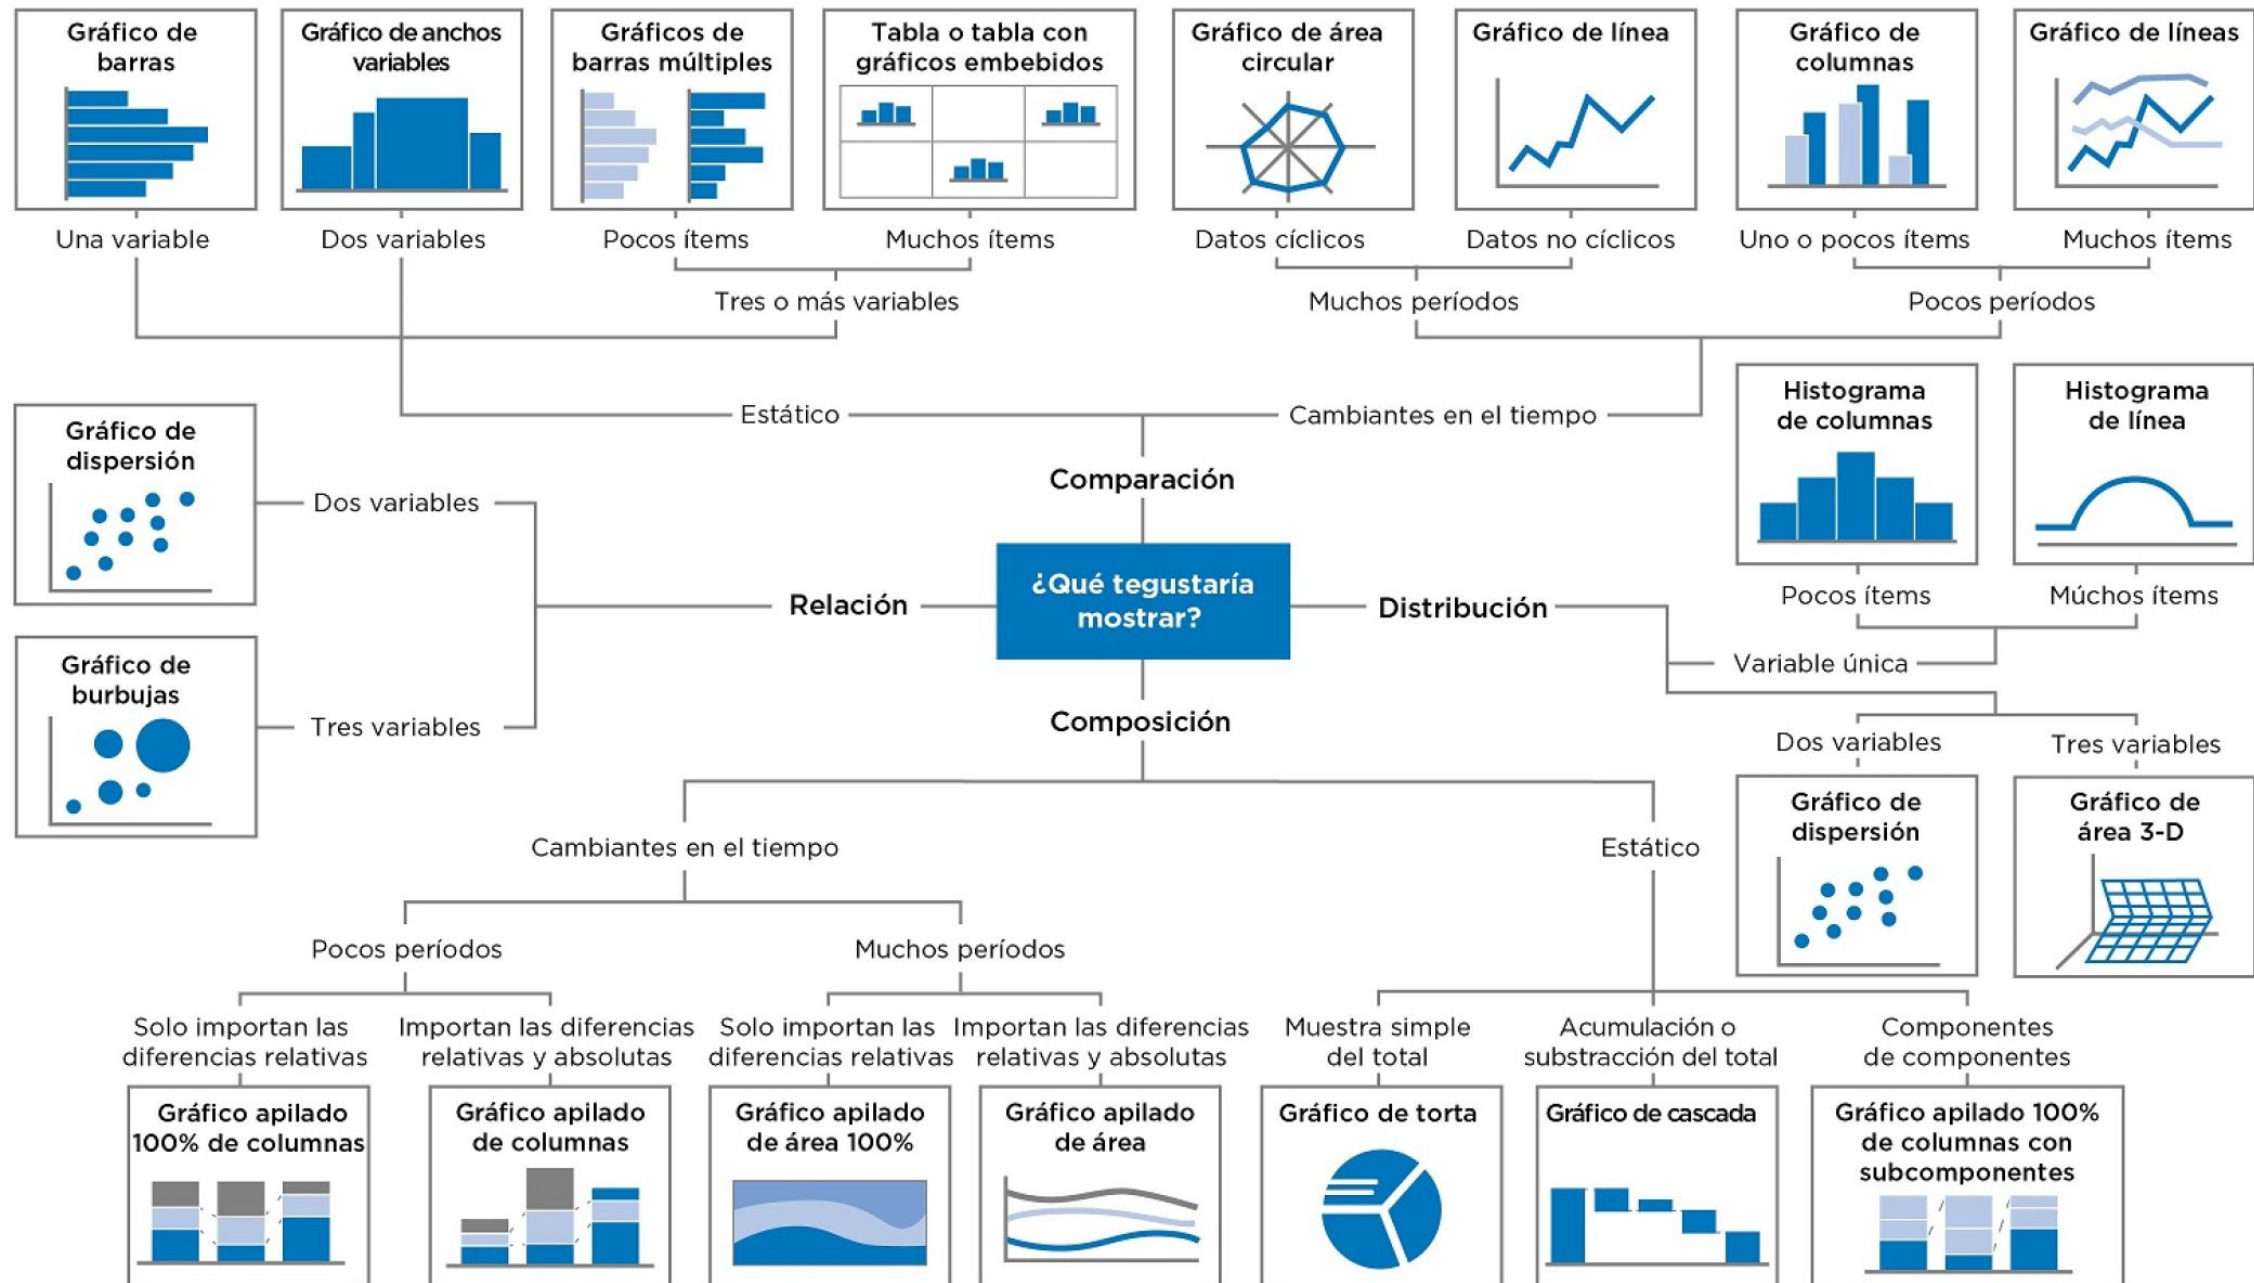 Gráfico de
barras
Gráfico de anchos
variables
Gráficos de
barras múltiples
Tabla o tabla con
gráficos embebidos
Gráfico de área
circular
Gráfico de línea
Gráfico de
columnas
Gráfico de líneas
Una variable
Dos variables
Pocos ítems
Muchos ítems
Datos cíclicos
Datos no cíclicos
Uno o pocos ítems
Muchos ítems
Tres o más variables
Muchos períodos
Pocos períodos
Estático
Cambiantes en el tiempo
Comparación
Histograma
de columnas
Histograma
de línea
Gráfico de
dispersión
Dos variables
Relación
¿Qué tegustaría
mostrar?
Distribución
Pocos ítems
Múchos ítems
Variable única
Gráfico de
burbujas
Tres variables
Composición
Dos variables
Tres variables
Gráfico de
dispersión
Gráfico de
área 3-D
Cambiantes en el tiempo
Estático
Pocos períodos
Muchos períodos
Solo importan las
diferencias relativas
Importan las diferencias
relativas y absolutas
Solo importan las
diferencias relativas
Importan las diferencias
relativas y absolutas
Muestra simple
del total
Acumulación o
substracción del total
Componentes
de componentes
Gráfico apilado
100% de columnas
Gráfico apilado
de columnas
Gráfico apilado
de área 100%
Gráfico apilado
de área
Gráfico de torta
Gráfico de cascada
Gráfico apilado 100%
de columnas con
subcomponentes